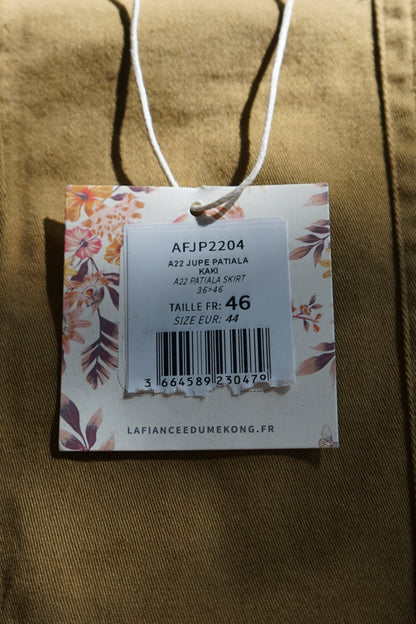 AFJP2204
A22 JUPE PATIALA
KAKI
A22 PATIALA SKIRT
36>46
TAILLE FR: 46
SIZE EUR: 44
3 664589 230479
LAFIANCEEDUMEKONG.FR